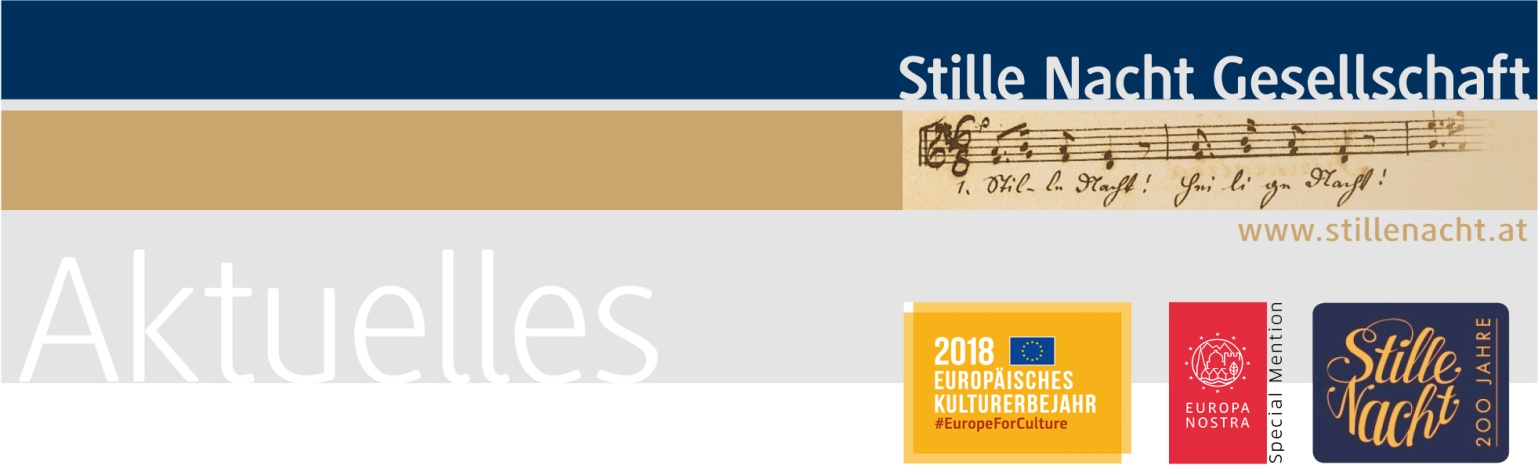 Stille Nacht Gesellschaft
1. Stil- le Nacht! Hei li ge Nacht!
www.stillenacht.at
Aktuelles
2018
EUROPÄISCHES
KULTURERBEJAHR
#EuropeForCulture
EUROPA
NOSTRA
Special Mention
Stille
Nacht
200 JAHRE